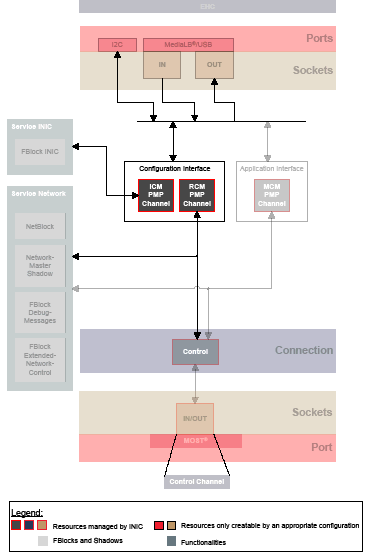 EHC
Ports
I2C
MediaLB®/USB
IN
OUT
Sockets
Service INIC
FBlock INIC
Configuration Interface
Application Interface
ICM
PMP
Channel
RCM
PMP
Channel
MCM
PMP
Channel
Service Network
NetBlock
Network-
Master
Shadow
FBlock
Debug-
Messages
FBlock
Extended-
Network-
Control
Control
Connection
IN/OUT
Sockets
MOST®
Port
Control Channel
Legend:
Resources managed by INIC
Resources only creatable by an appropriate configuration
FBlocks and Shadows
Functionalities